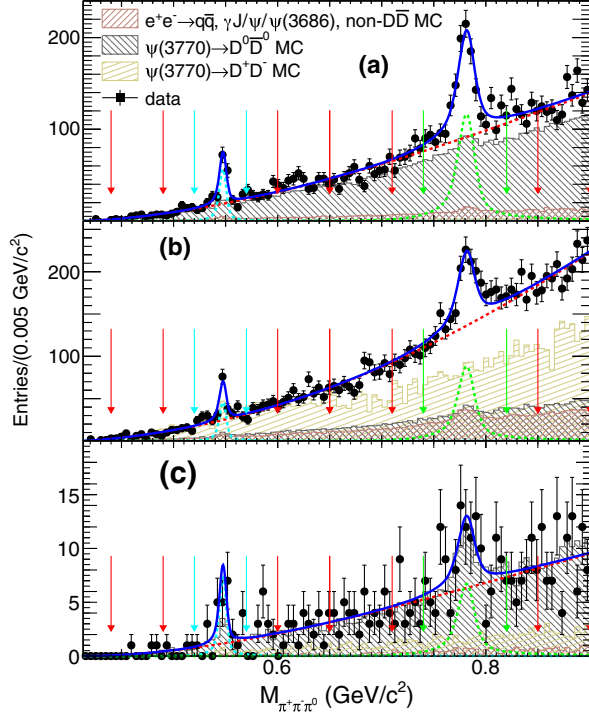 e⁺e⁻→qq̅, γJ/ψ/ψ(3686), non-DD̅ MC
ψ(3770)→D⁰D̅⁰ MC
ψ(3770)→D⁺D⁻ MC
data
(a)
200
100
(b)
200
100
(c)
15
10
5
0
0.6 0.8
Entries/(0.005 GeV/c²)
M_π⁺π⁻π⁰ (GeV/c²)